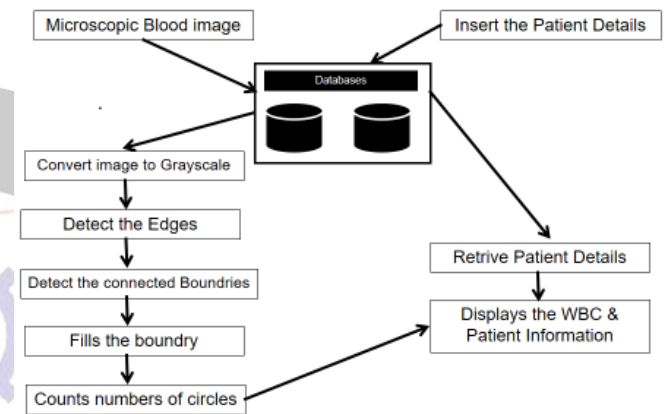 Microscopic Blood image
Insert the Patient Details
Databases
Convert image to Grayscale
Detect the Edges
Detect the connected Boundries
Fills the boundry
Counts numbers of circles
Retrive Patient Details
Displays the WBC &
Patient Information